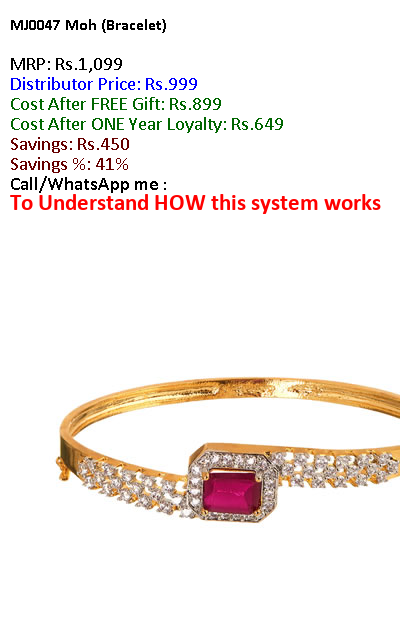 MJ0047 Moh (Bracelet)
MRP: Rs.1,099
Distributor Price: Rs.999
Cost After FREE Gift: Rs.899
Cost After ONE Year Loyalty: Rs.649
Savings: Rs.450
Savings %: 41%
Call/WhatsApp me :
To Understand HOW this system works